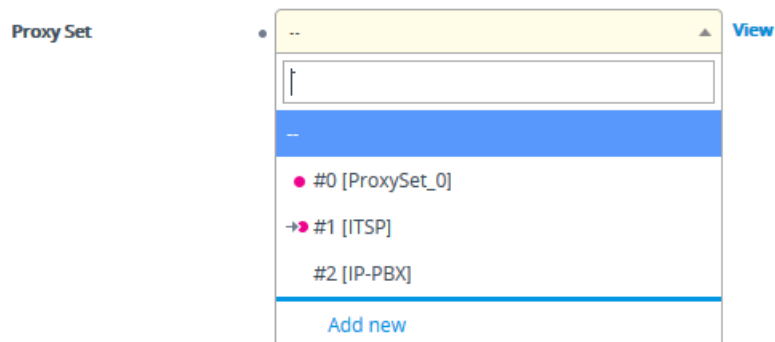 Proxy Set
--
View
--
#0 [ProxySet_0]
#1 [ITSP]
#2 [IP-PBX]
Add new